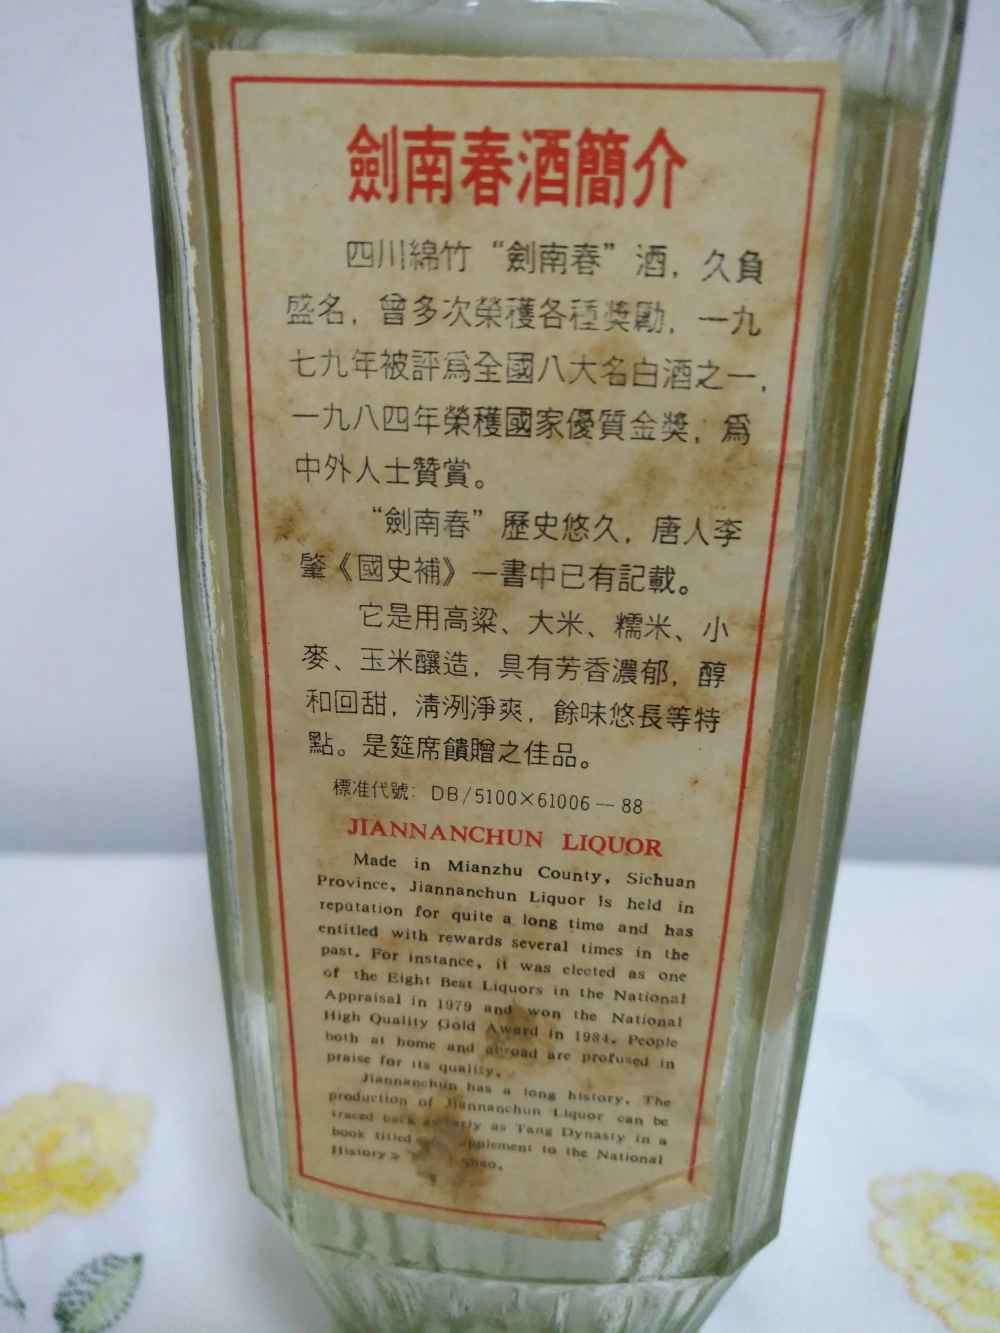 劍南春酒簡介
四川綿竹“劍南春”酒，久負
盛名，曾多次榮獲各種獎勵，一九
七九年被評爲全國八大名白酒之一，
一九八四年榮獲國家優質金獎，爲
中外人士贊賞。
“劍南春”歷史悠久，唐人李
肇《國史補》一書中已有記載。
它是用高粱、大米、糯米、小
麥、玉米釀造，具有芳香濃郁，醇
和回甜，清洌淨爽，餘味悠長等特
點。是筵席饋贈之佳品。
標准代號：DB/5100×61006—88
JIANNANCHUN LIQUOR
Made in Mianzhu County, Sichuan
Province, Jiannanchun Liquor Is held in
reputation for quite a long time and has
entitled with rewards several times in the
past. For instance, it was elected as one
of the Eight Best Liquors in the National
Appraisal in 1979 and won the National
High Quality Gold Award in 1984. People
both at home and abroad are profused in
praise for its quality.
Jiannanchun has a long history. The
production of Jiannanchun Liquor can be
traced back as early as Tang Dynasty in a
book titled to the National
History